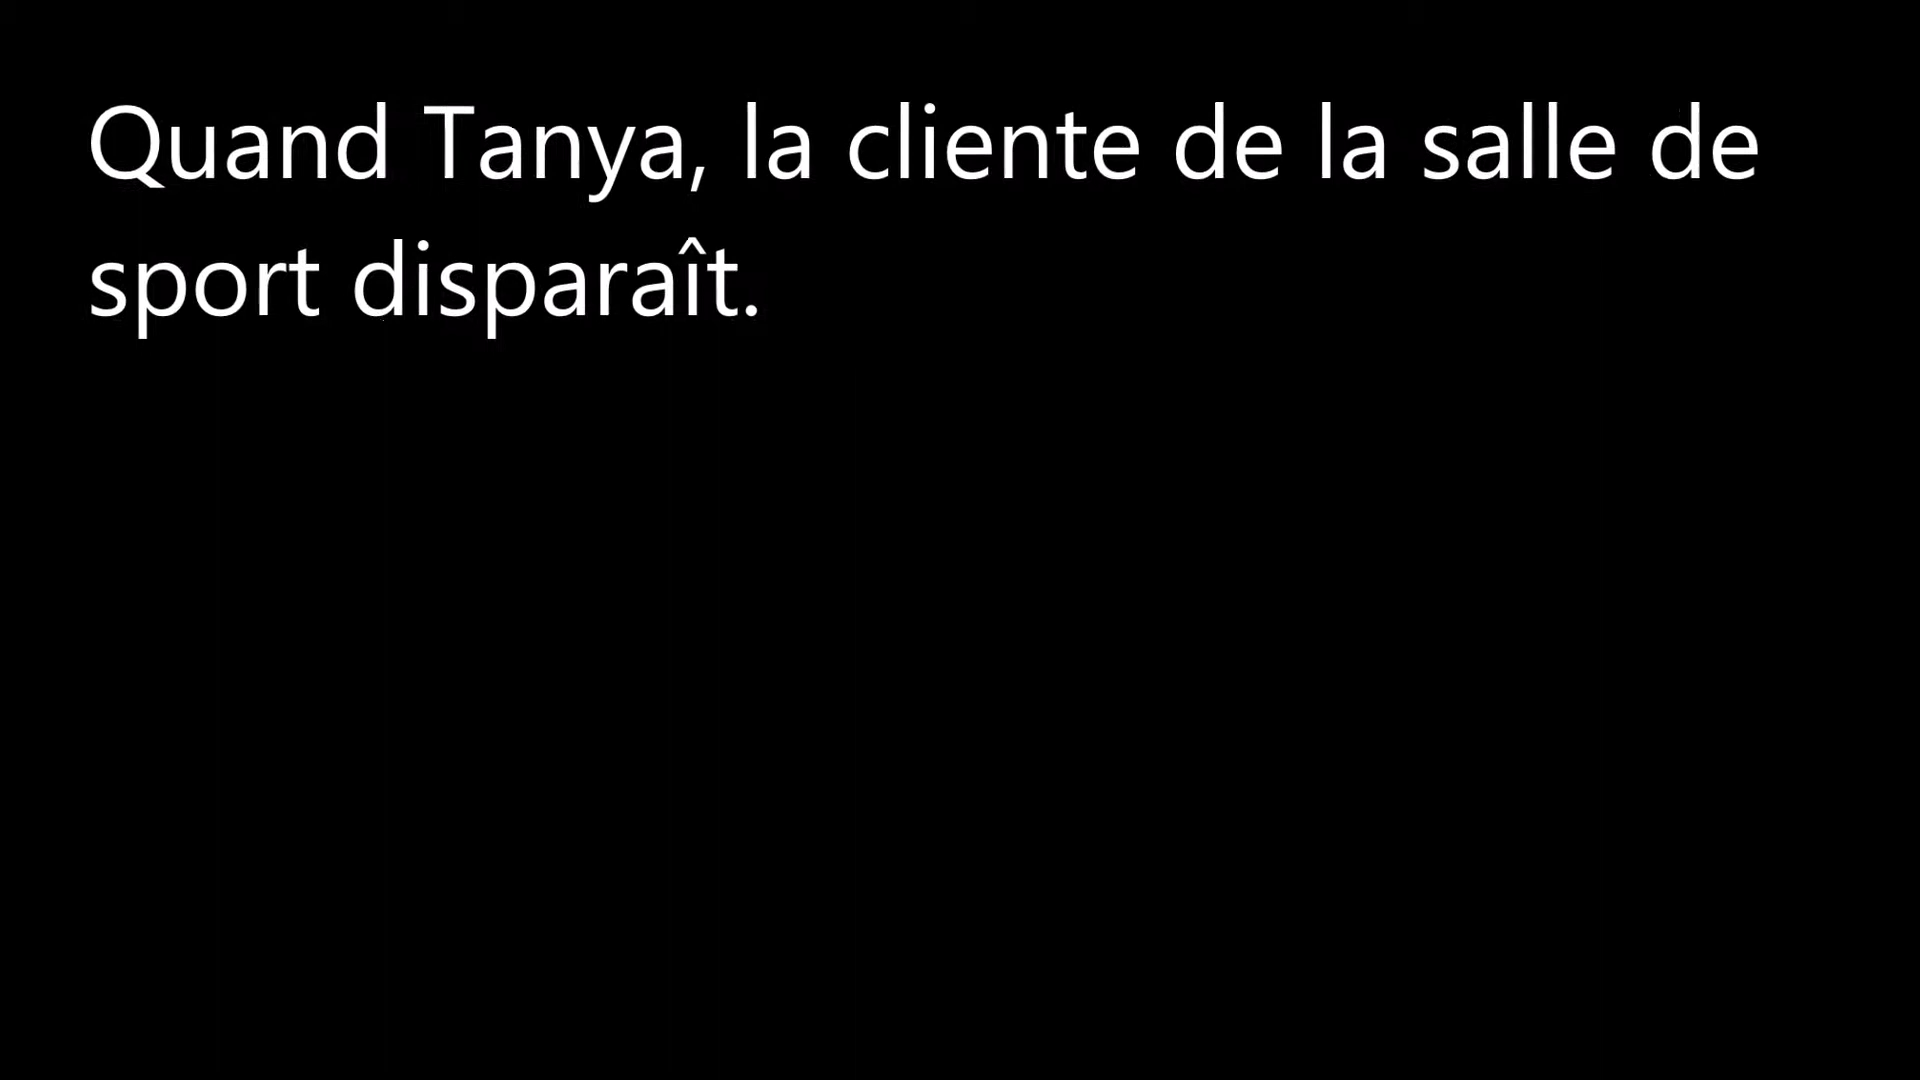 Quand Tanya, la cliente de la salle de
sport disparaît.